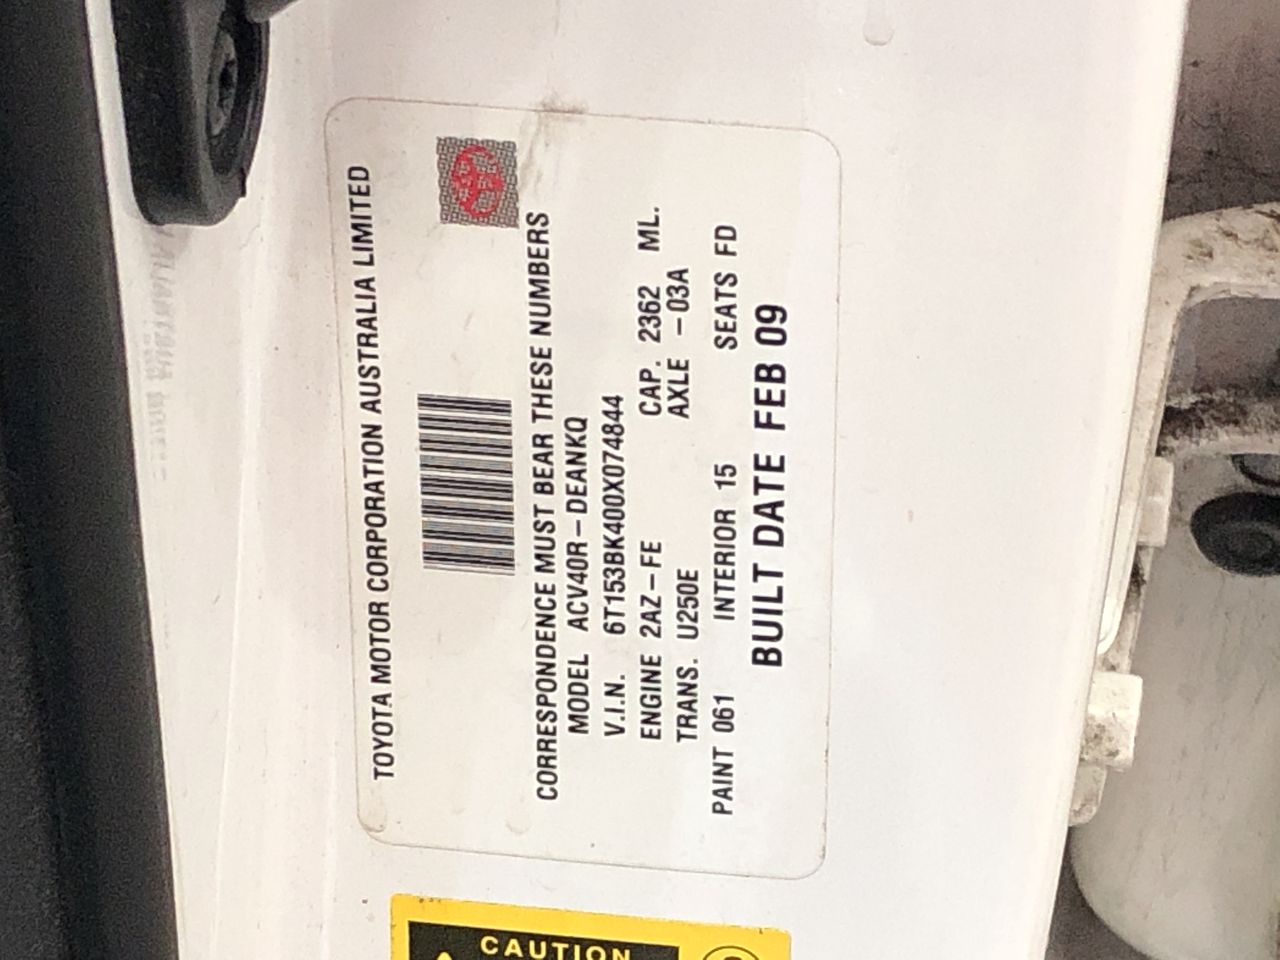 TOYOTA MOTOR CORPORATION AUSTRALIA LIMITED
CORRESPONDENCE MUST BEAR THESE NUMBERS
MODEL ACV40R-DEANKQ
V.I.N. 6T153BK400X074844
ENGINE 2AZ-FE CAP. 2362 ML.
TRANS. U250E AXLE -03A
PAINT 061 INTERIOR 15 SEATS FD
BUILT DATE FEB 09
CAUTION